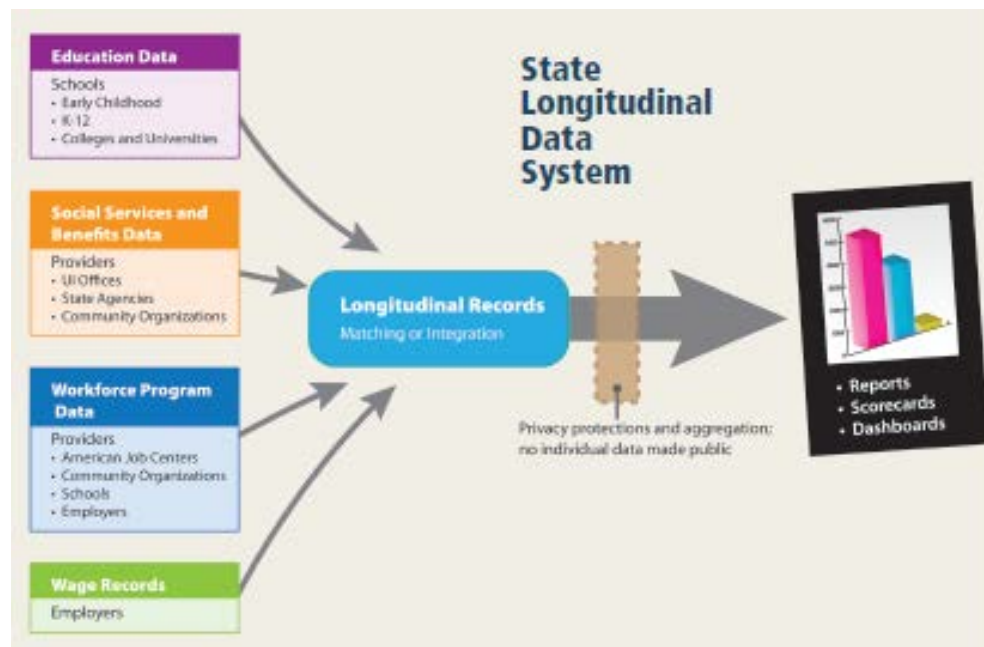 Education Data
Schools
• Early Childhood
• K-12
• Colleges and Universities
Social Services and
Benefits Data
Providers
• UI Offices
• State Agencies
• Community Organizations
Workforce Program
Data
Providers
• American Job Centers
• Community Organizations
• Schools
• Employers
Wage Records
Employers
State
Longitudinal
Data
System
Longitudinal Records
Matching or Integration
Privacy protections and aggregation;
no individual data made public
• Reports
• Scorecards
• Dashboards